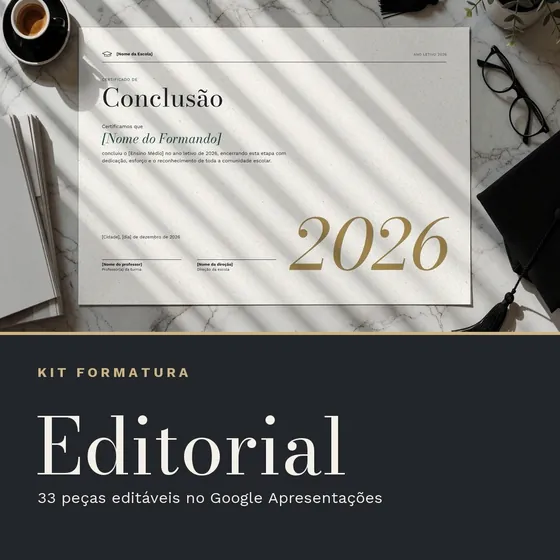 [Nome da Escola]
ANO LETIVO 2026
CERTIFICADO DE
Conclusão
Certificamos que
[Nome do Formando]
concluiu o [Ensino Médio] no ano letivo de 2026, encerrando esta etapa com
dedicação, esforço e o reconhecimento de toda a comunidade escolar.
[Cidade], [dia] de dezembro de 2026
2026
[Nome do professor]
Professor(a) da turma
[Nome da direção]
Direção da escola
KIT FORMATURA
Editorial
33 peças editáveis no Google Apresentações